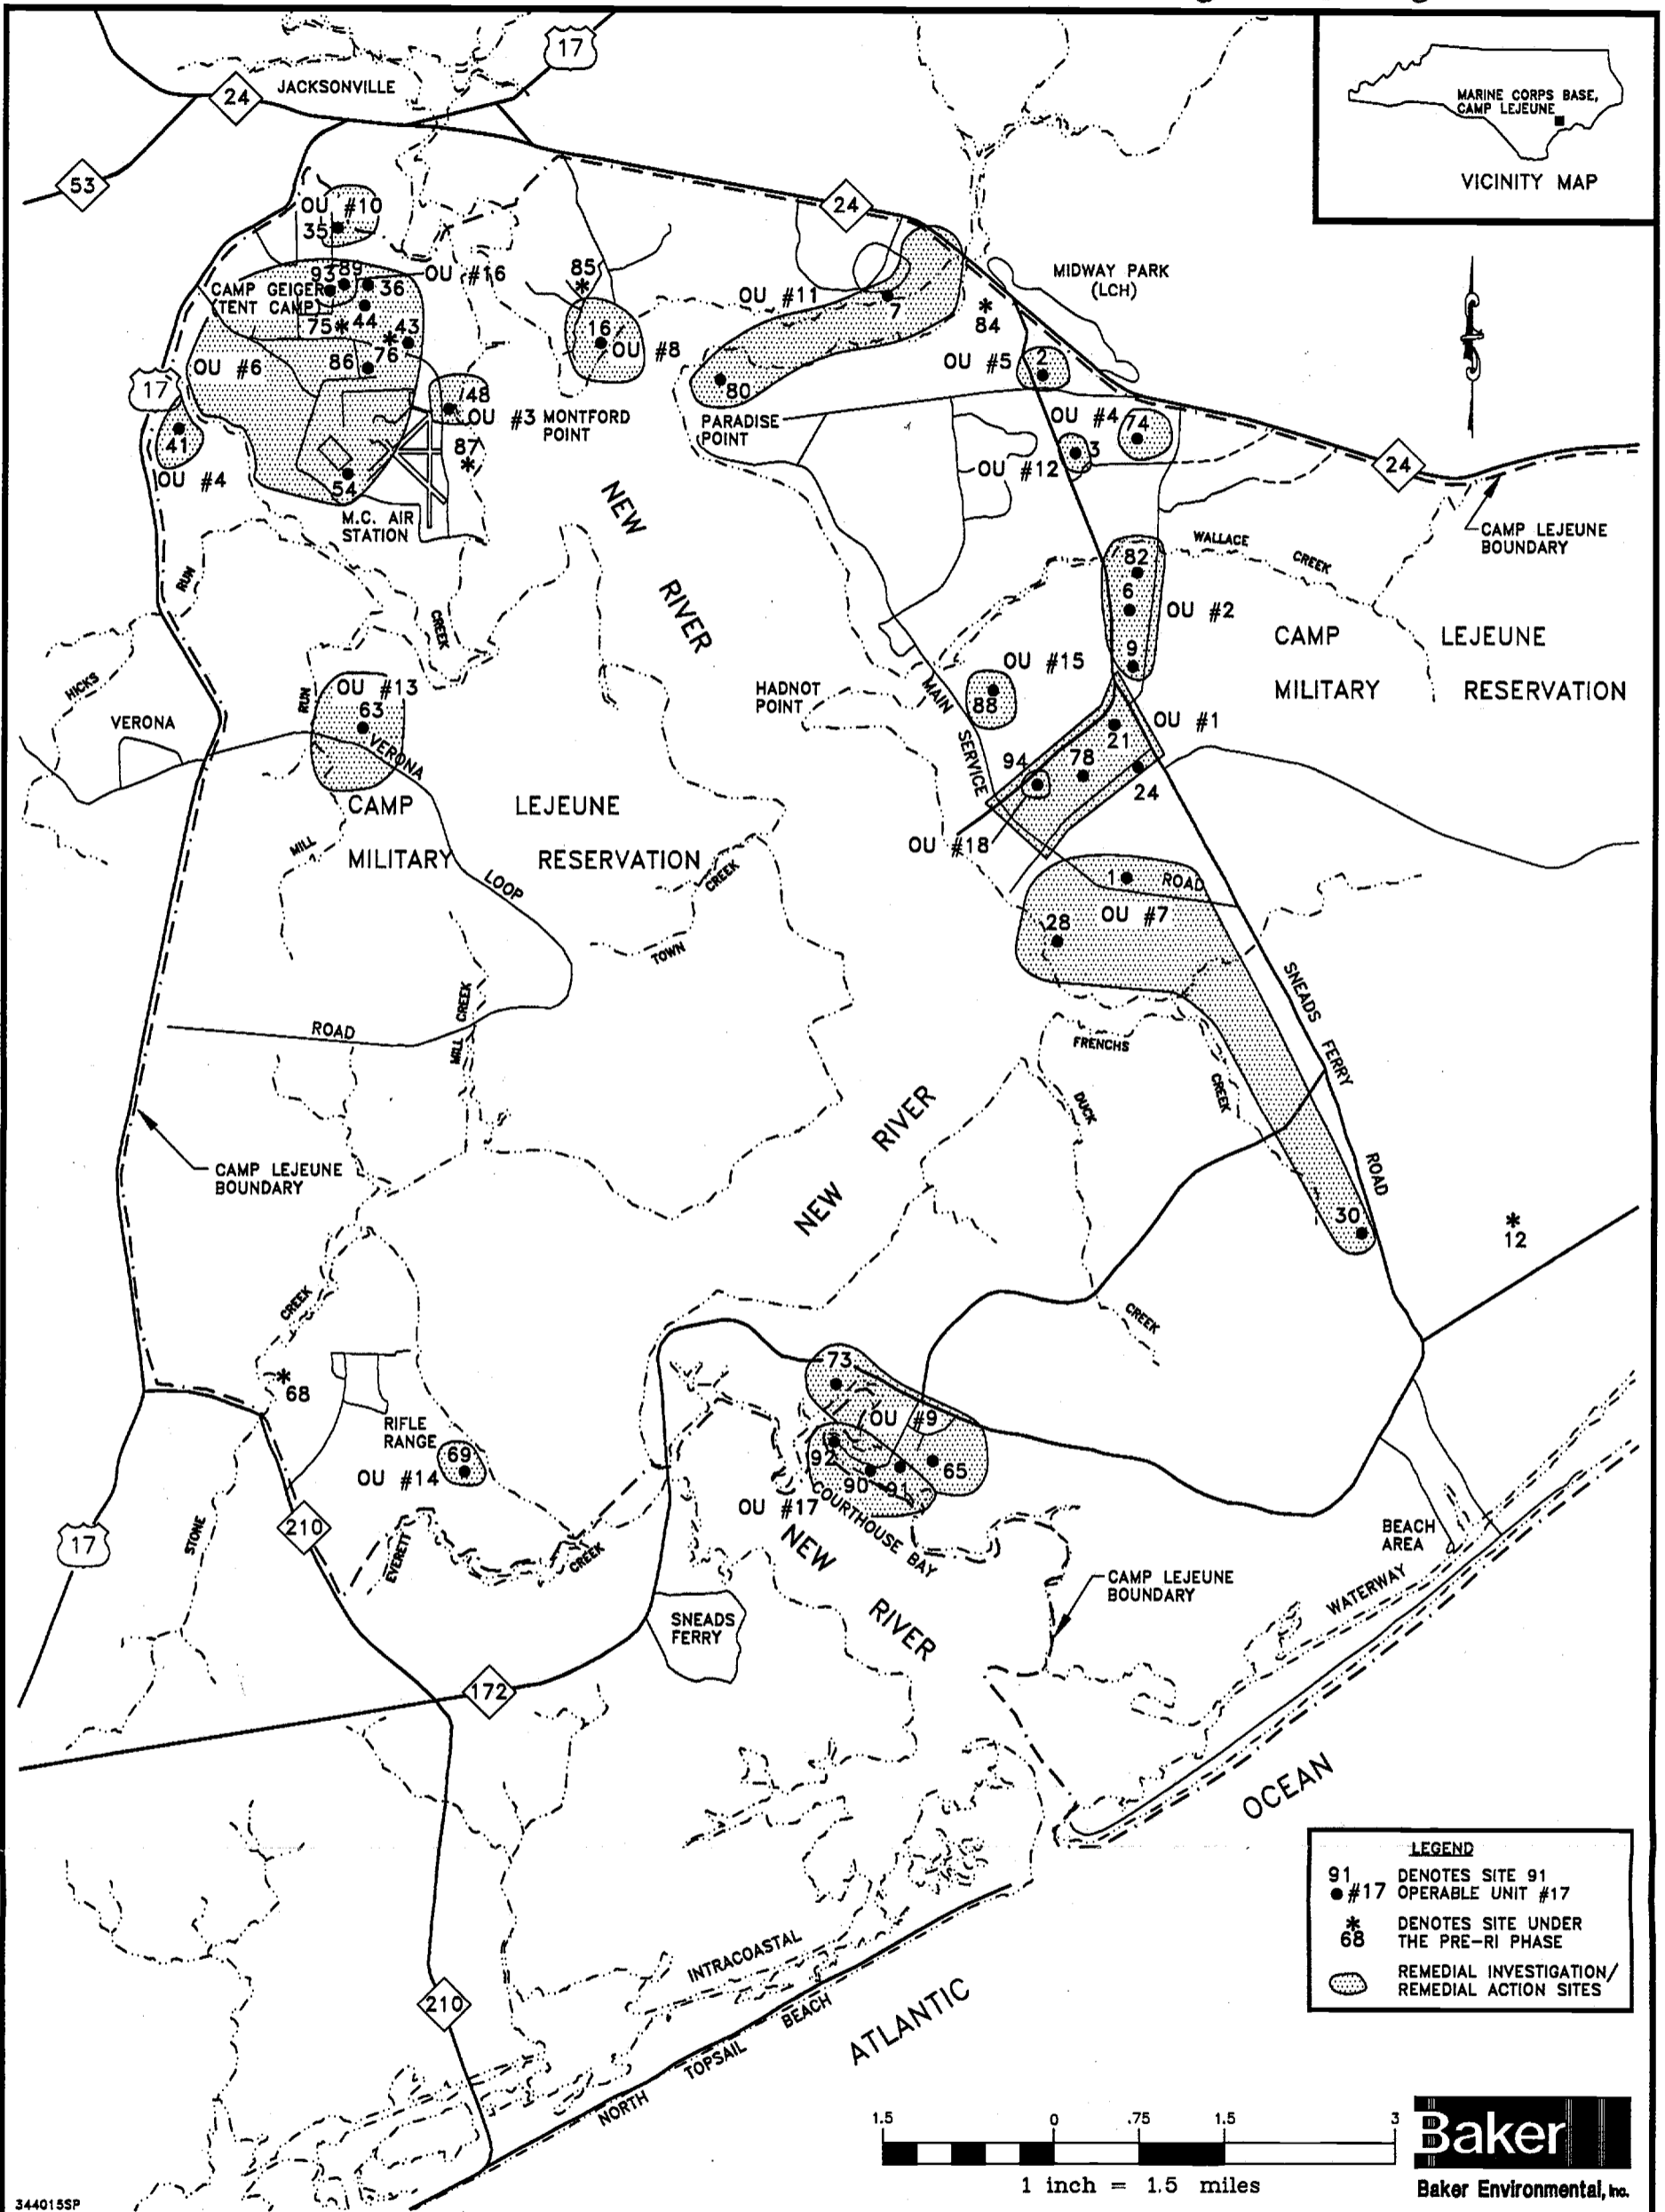 17
JACKSONVILLE
24
53
MARINE CORPS BASE,
CAMP LEJEUNE
VICINITY MAP
OU #10
35
24
93
89
OU #16
36
CAMP GEIGER
(TENT CAMP)
75
44
43
76
86
OU #6
17
41
OU #4
48
OU #3
87
54
M.C. AIR
STATION
85
16
OU #8
MONTFORD
POINT
OU #11
7
80
PARADISE
POINT
MIDWAY PARK
(LCH)
84
OU #5
2
OU #4
74
3
OU #12
24
CAMP LEJEUNE
BOUNDARY
WALLACE
CREEK
82
6
9
OU #2
CAMP LEJEUNE
MILITARY RESERVATION
NEW
RIVER
RUN
CREEK
HICKS
VERONA
RUN
OU #13
63
VERONA
CAMP LEJEUNE
MILITARY RESERVATION
MILL
LOOP
CREEK
TOWN
HADNOT
POINT
MAIN
SERVICE
OU #15
88
OU #1
21
78
94
24
OU #18
1
ROAD
OU #7
28
SNEADS
FERRY
ROAD
FRENCHS
CREEK
DUCK
CREEK
30
12
ROAD
MILL
CREEK
CAMP LEJEUNE
BOUNDARY
NEW
RIVER
CREEK
68
RIFLE
RANGE
69
OU #14
17
STONE
210
EVERETT
CREEK
73
OU #9
92
90
91
65
OU #17
COURTHOUSE BAY
NEW
RIVER
SNEADS
FERRY
172
CAMP LEJEUNE
BOUNDARY
BEACH
AREA
WATERWAY
OCEAN
ATLANTIC
INTRACOASTAL
NORTH
TOPSAIL
BEACH
210
LEGEND
91 DENOTES SITE 91
#17 OPERABLE UNIT #17
* DENOTES SITE UNDER
68 THE PRE-RI PHASE
REMEDIAL INVESTIGATION/
REMEDIAL ACTION SITES
1.5 0 .75 1.5 3
1 inch = 1.5 miles
Baker
Baker Environmental, Inc.
344015SP